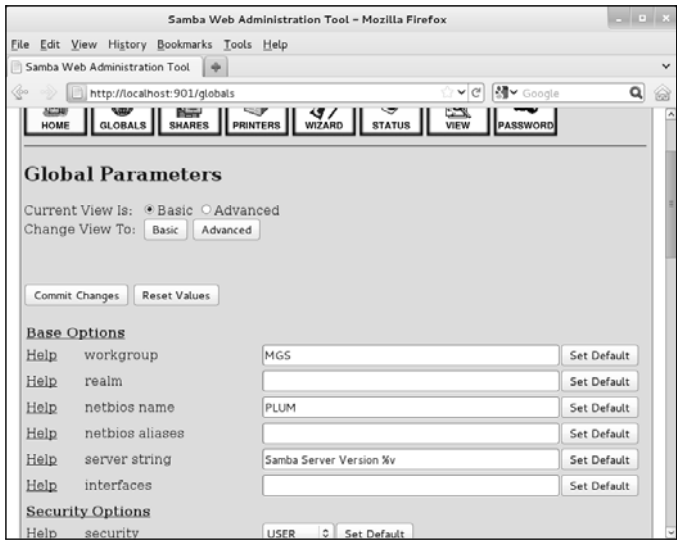 Samba Web Administration Tool - Mozilla Firefox
File Edit View History Bookmarks Tools Help
Samba Web Administration Tool
http://localhost:901/globals Google
HOME GLOBALS SHARES PRINTERS WIZARD STATUS VIEW PASSWORD
Global Parameters
Current View Is: Basic Advanced
Change View To: Basic Advanced
Commit Changes Reset Values
Base Options
Help workgroup MGS Set Default
Help realm Set Default
Help netbios name PLUM Set Default
Help netbios aliases Set Default
Help server string Samba Server Version %v Set Default
Help interfaces Set Default
Security Options
Help security USER Set Default